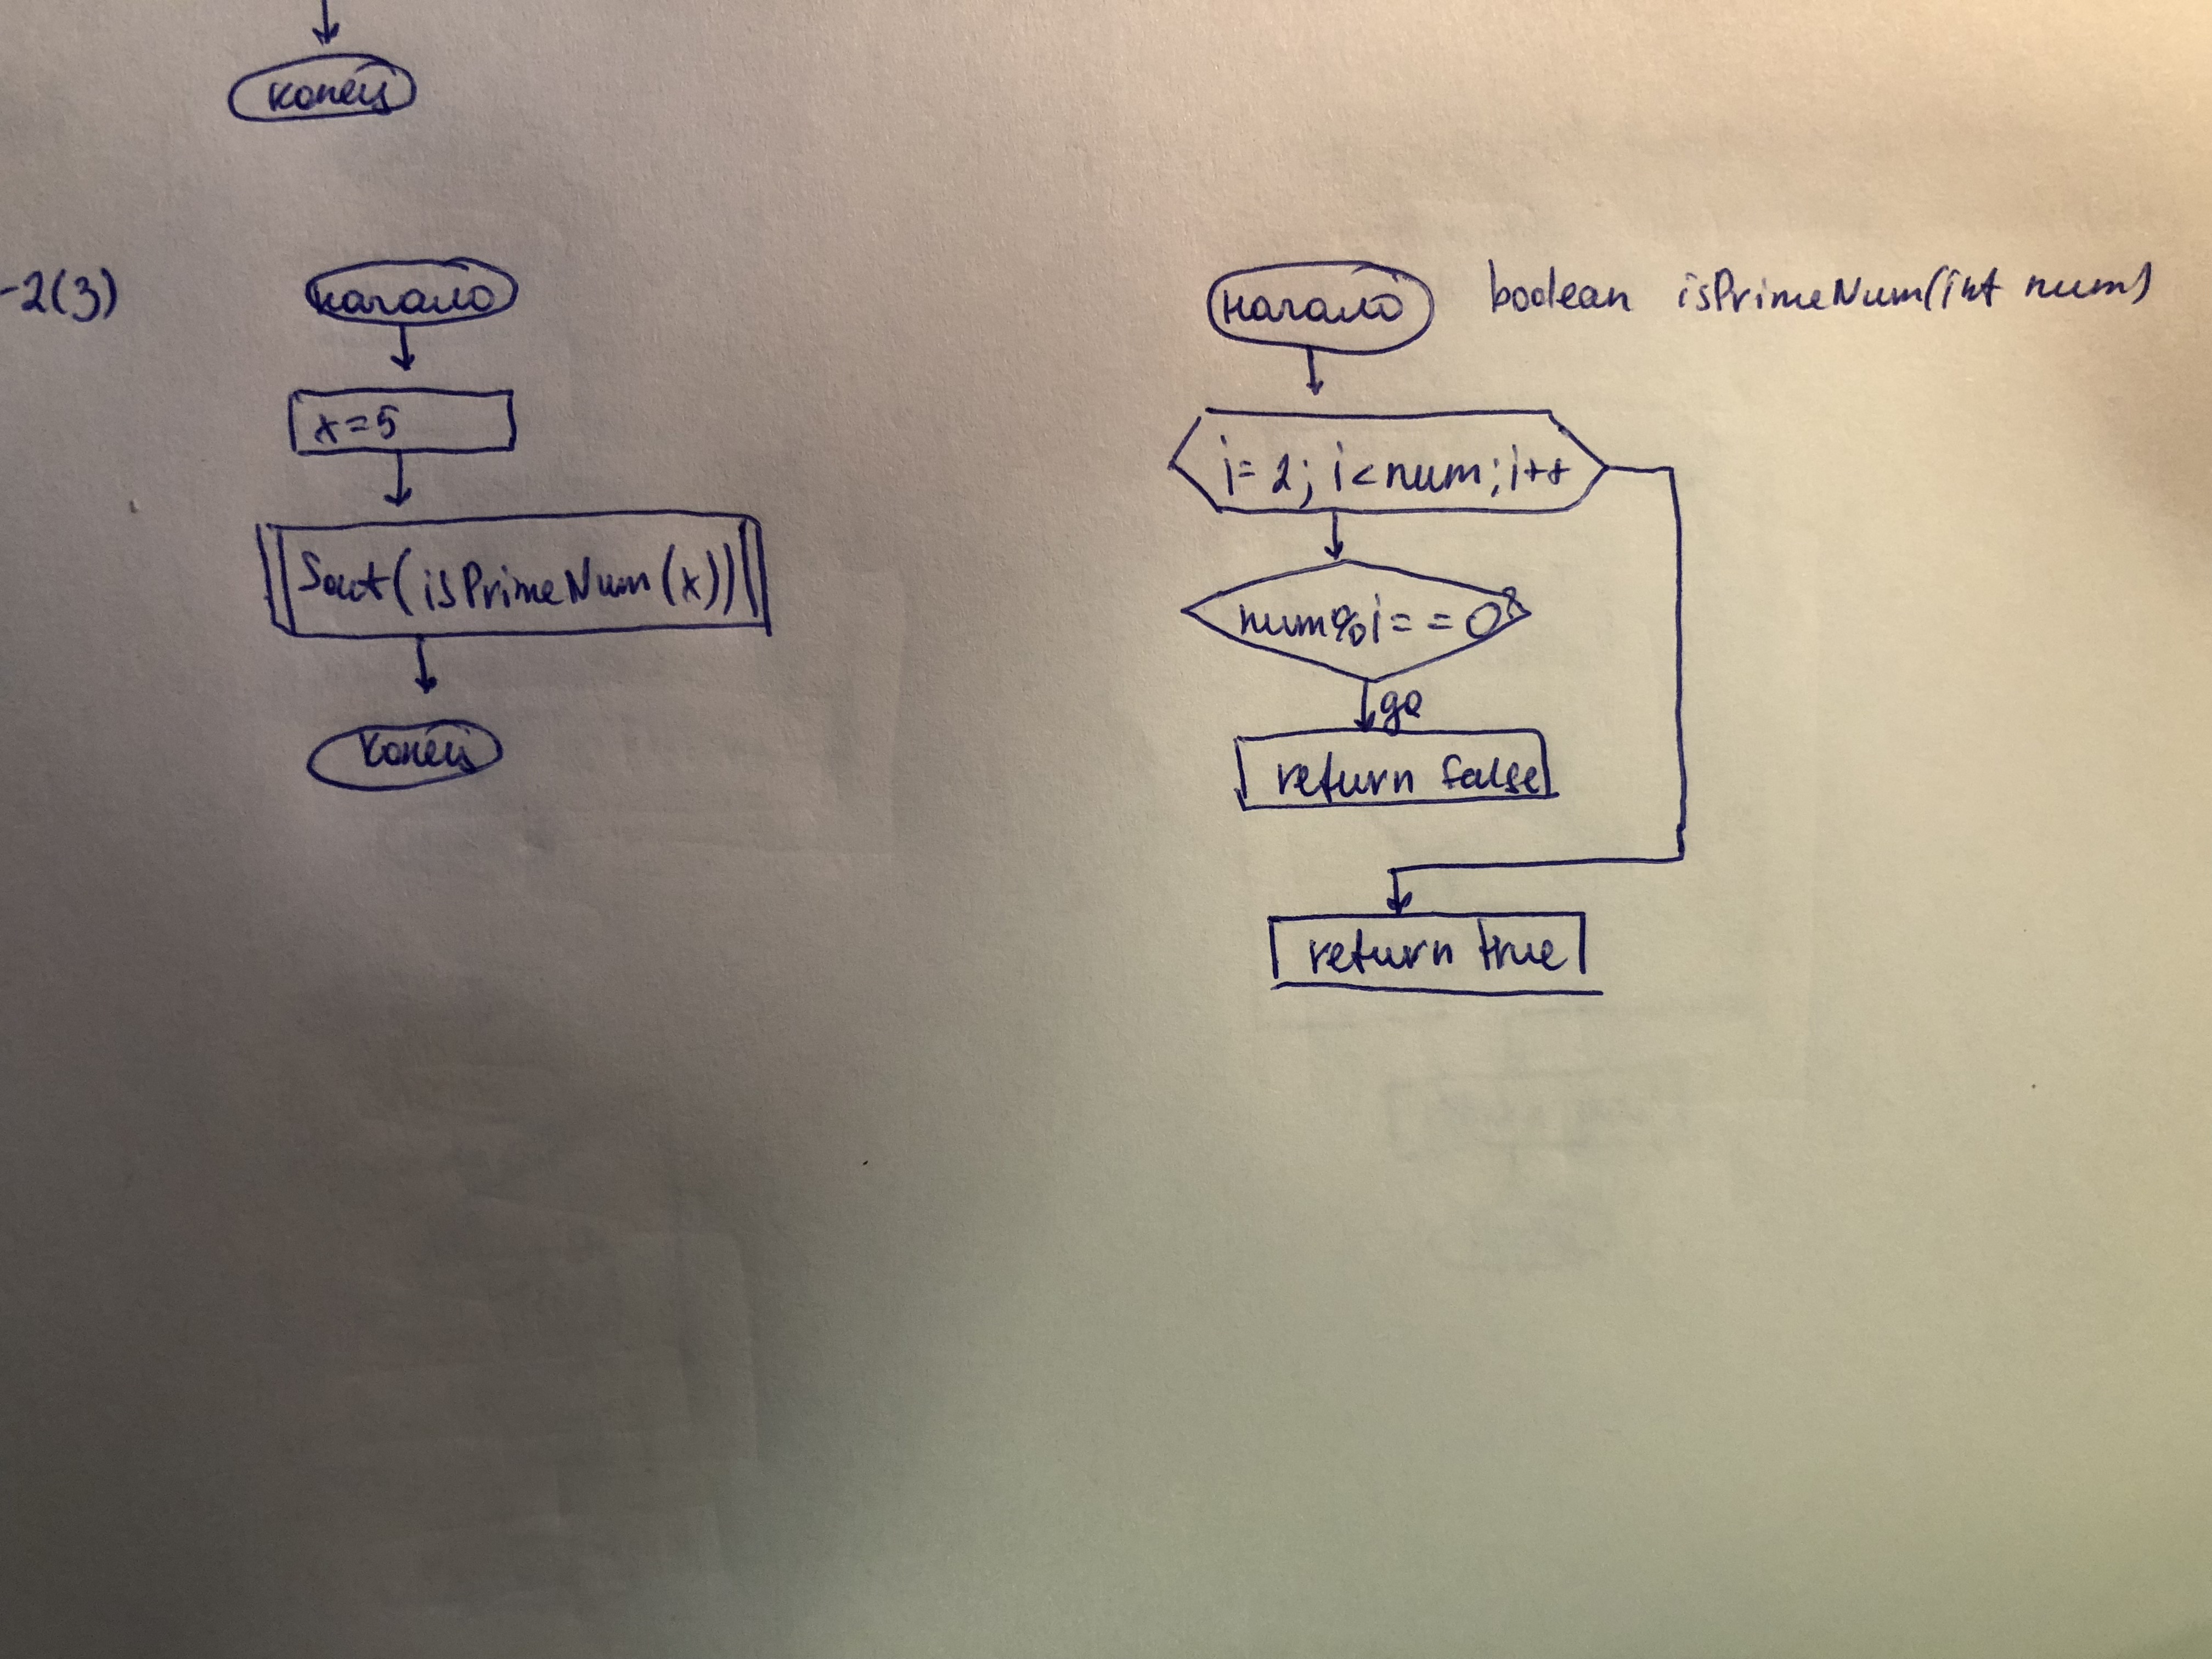 конец
-2(3)
начало
x=5
Sout(isPrimeNum(x))
конец
начало
boolean isPrimeNum(int num)
i=2; i<num; i++
num%i==0?
да
return false
return true